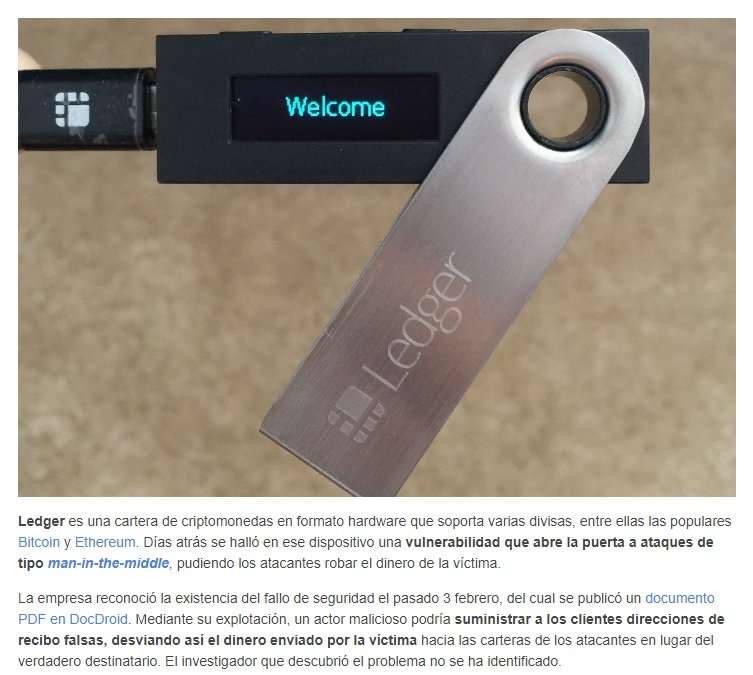 Welcome
Ledger
Ledger es una cartera de criptomonedas en formato hardware que soporta varias divisas, entre ellas las populares
Bitcoin y Ethereum. Días atrás se halló en ese dispositivo una vulnerabilidad que abre la puerta a ataques de
tipo man-in-the-middle, pudiendo los atacantes robar el dinero de la víctima.
La empresa reconoció la existencia del fallo de seguridad el pasado 3 febrero, del cual se publicó un documento
PDF en DocDroid. Mediante su explotación, un actor malicioso podría suministrar a los clientes direcciones de
recibo falsas, desviando así el dinero enviado por la víctima hacia las carteras de los atacantes en lugar del
verdadero destinatario. El investigador que descubrió el problema no se ha identificado.